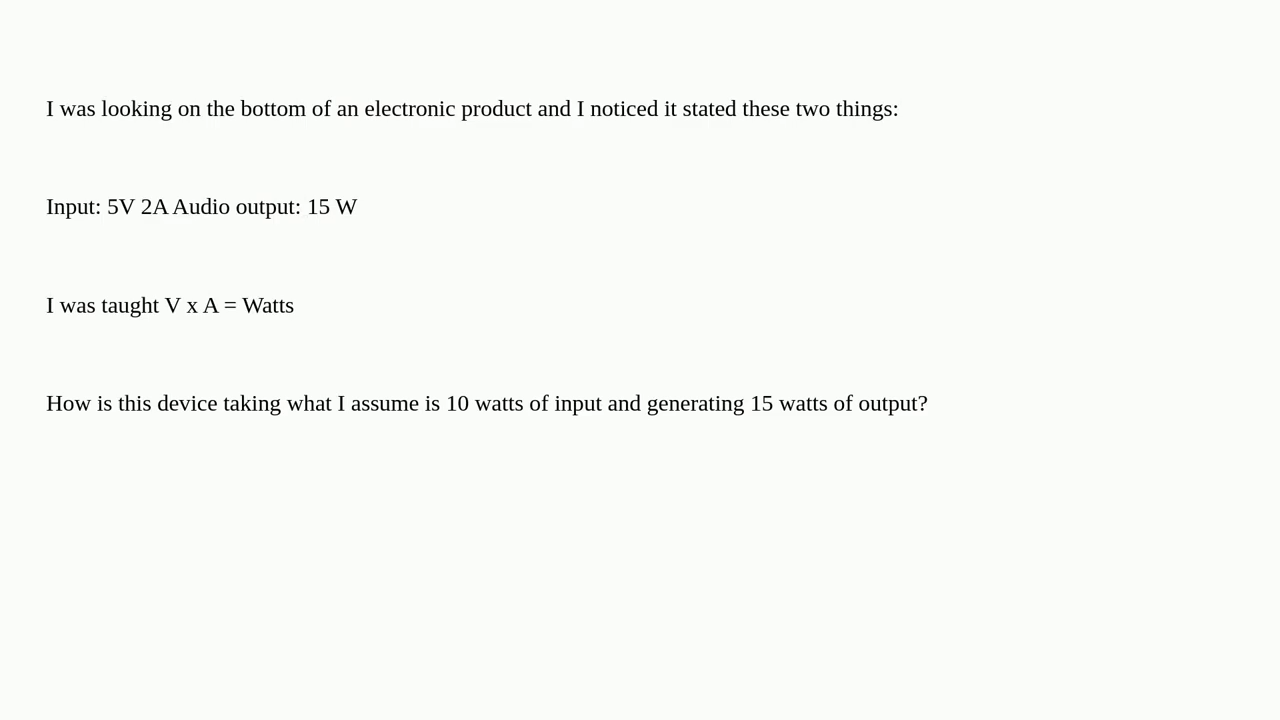 I was looking on the bottom of an electronic product and I noticed it stated these two things:
Input: 5V 2A Audio output: 15 W
I was taught V x A = Watts
How is this device taking what I assume is 10 watts of input and generating 15 watts of output?